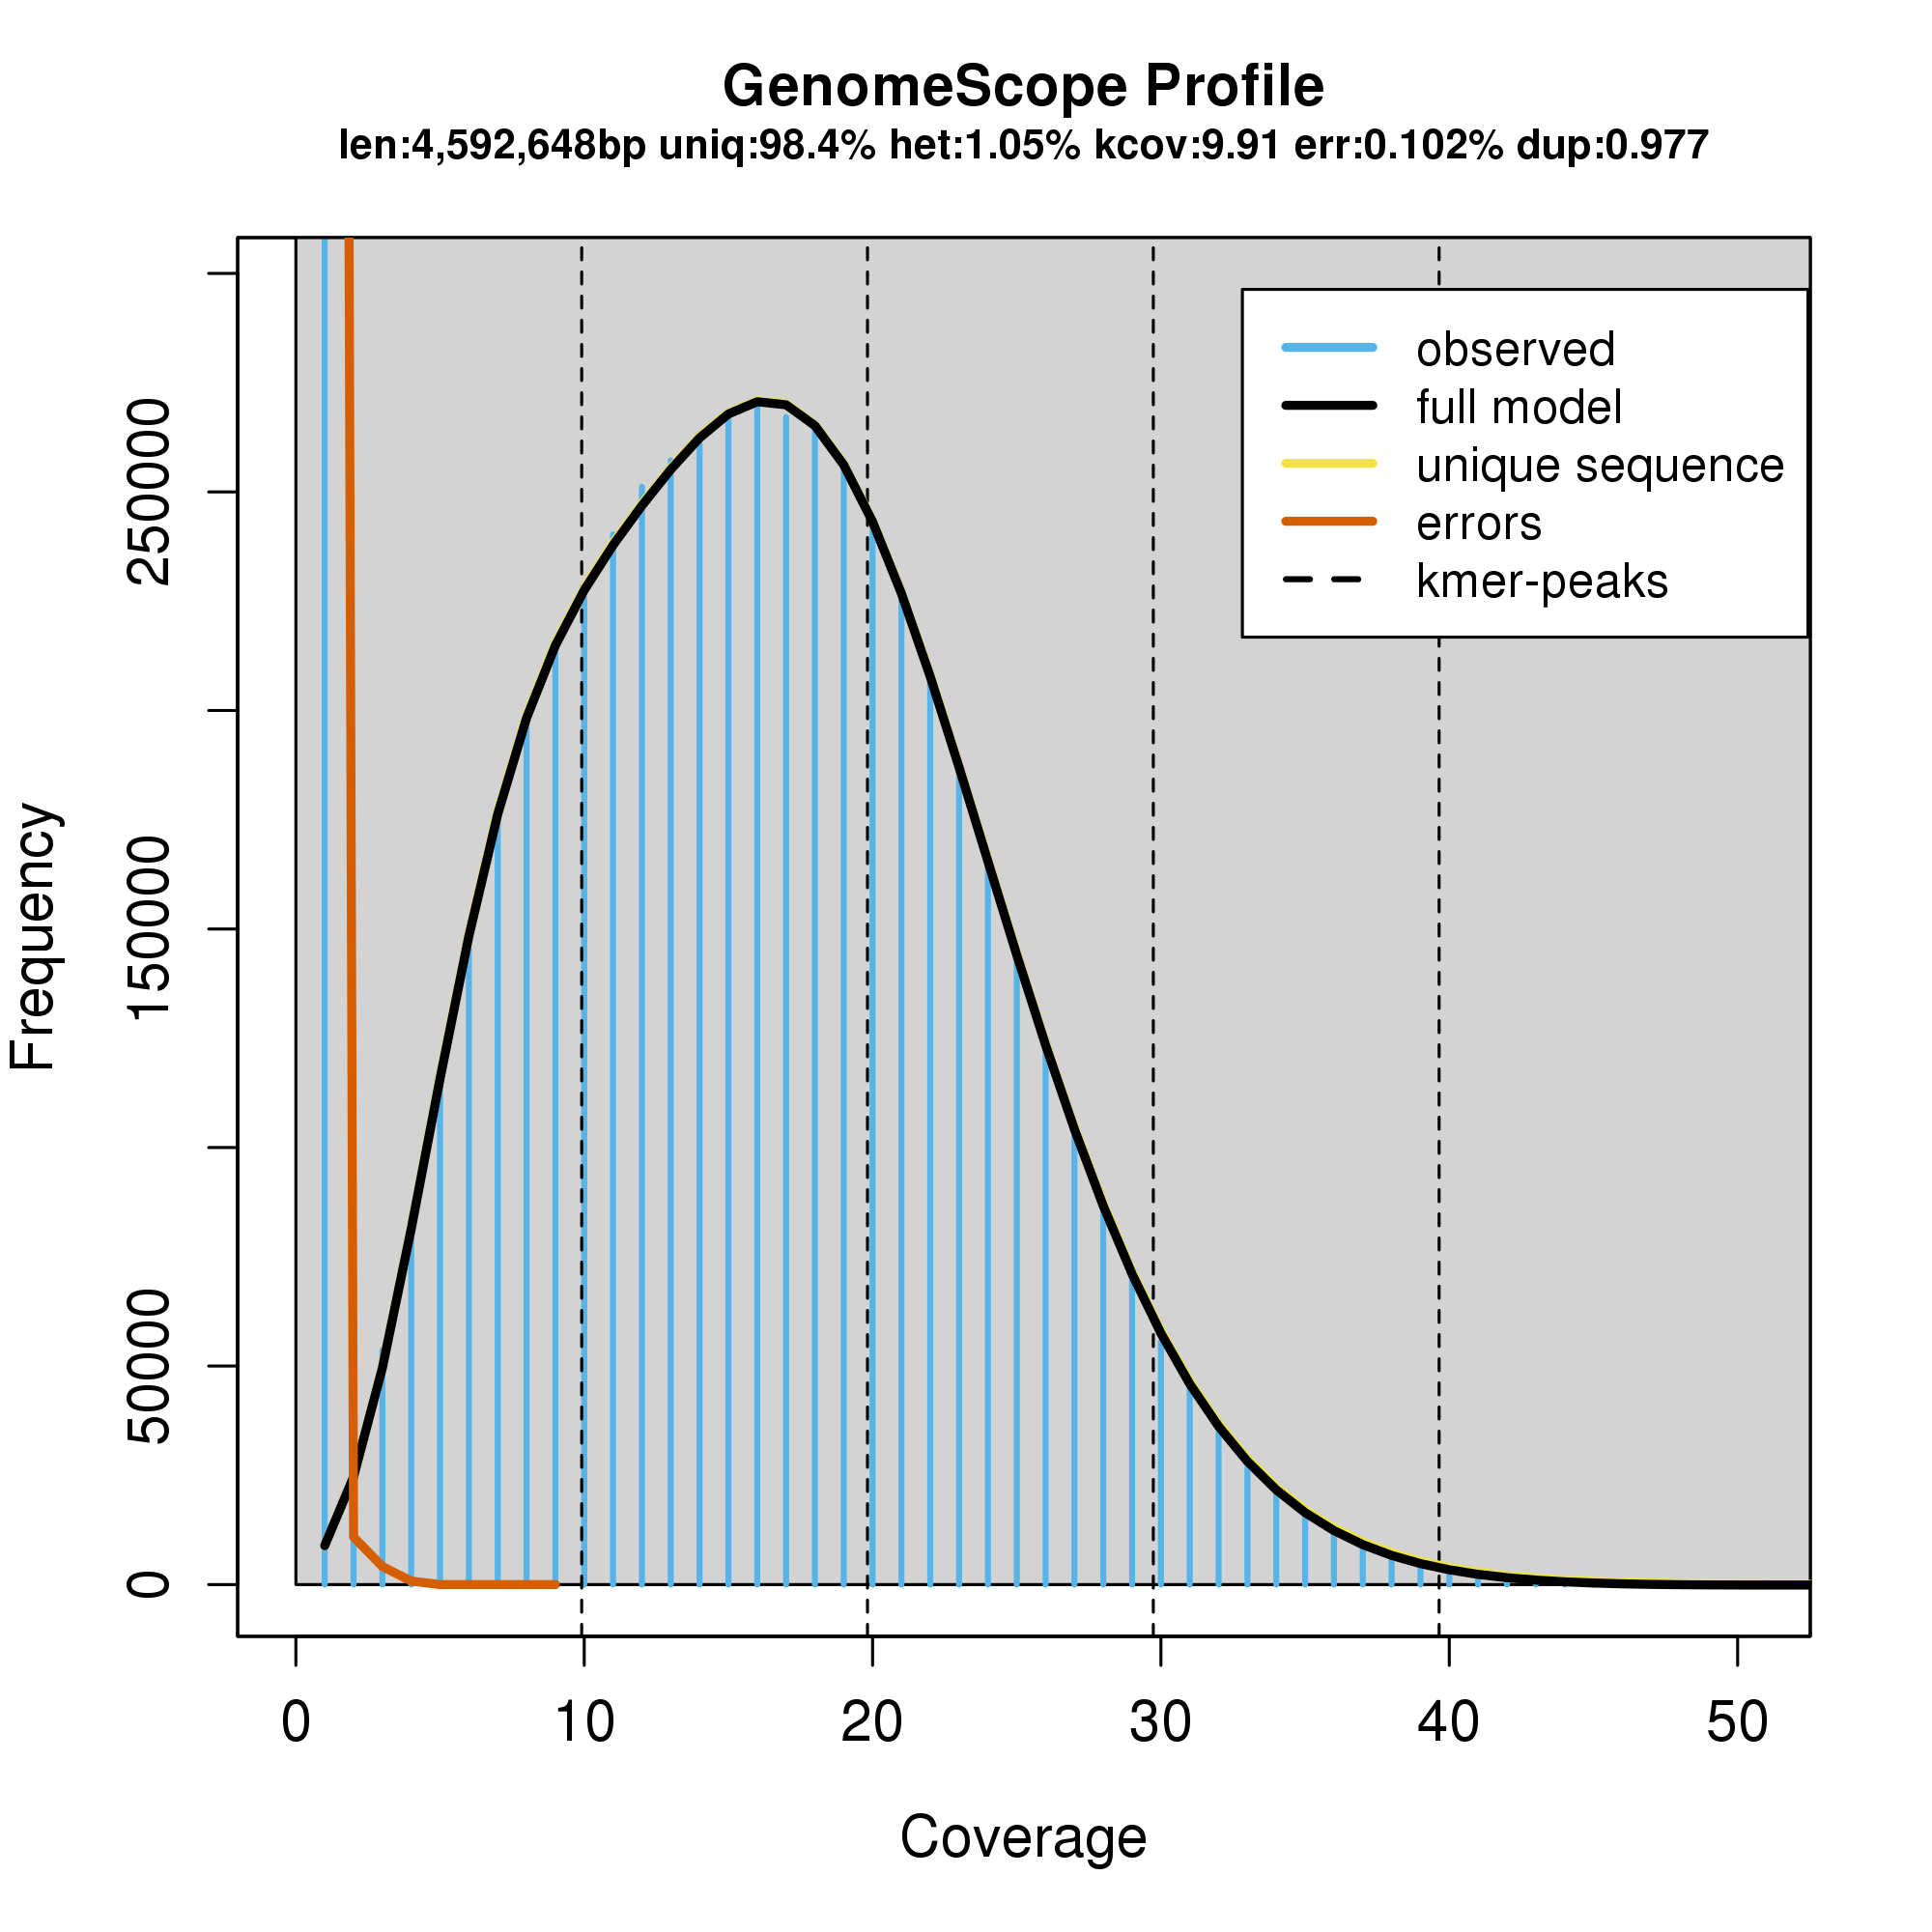 GenomeScope Profile
len:4,592,648bp uniq:98.4% het:1.05% kcov:9.91 err:0.102% dup:0.977
observed
full model
unique sequence
errors
kmer-peaks
Frequency
250000
150000
50000
0
0 10 20 30 40 50
Coverage